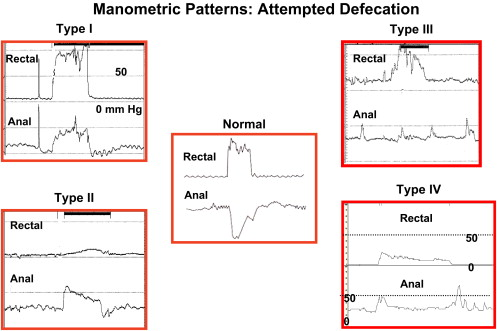 Manometric Patterns: Attempted Defecation
Type I
Rectal
50
0 mm Hg
Anal
Type III
Rectal
Anal
Normal
Rectal
Anal
Type II
Rectal
Anal
Type IV
Rectal
50
0
Anal
50
0